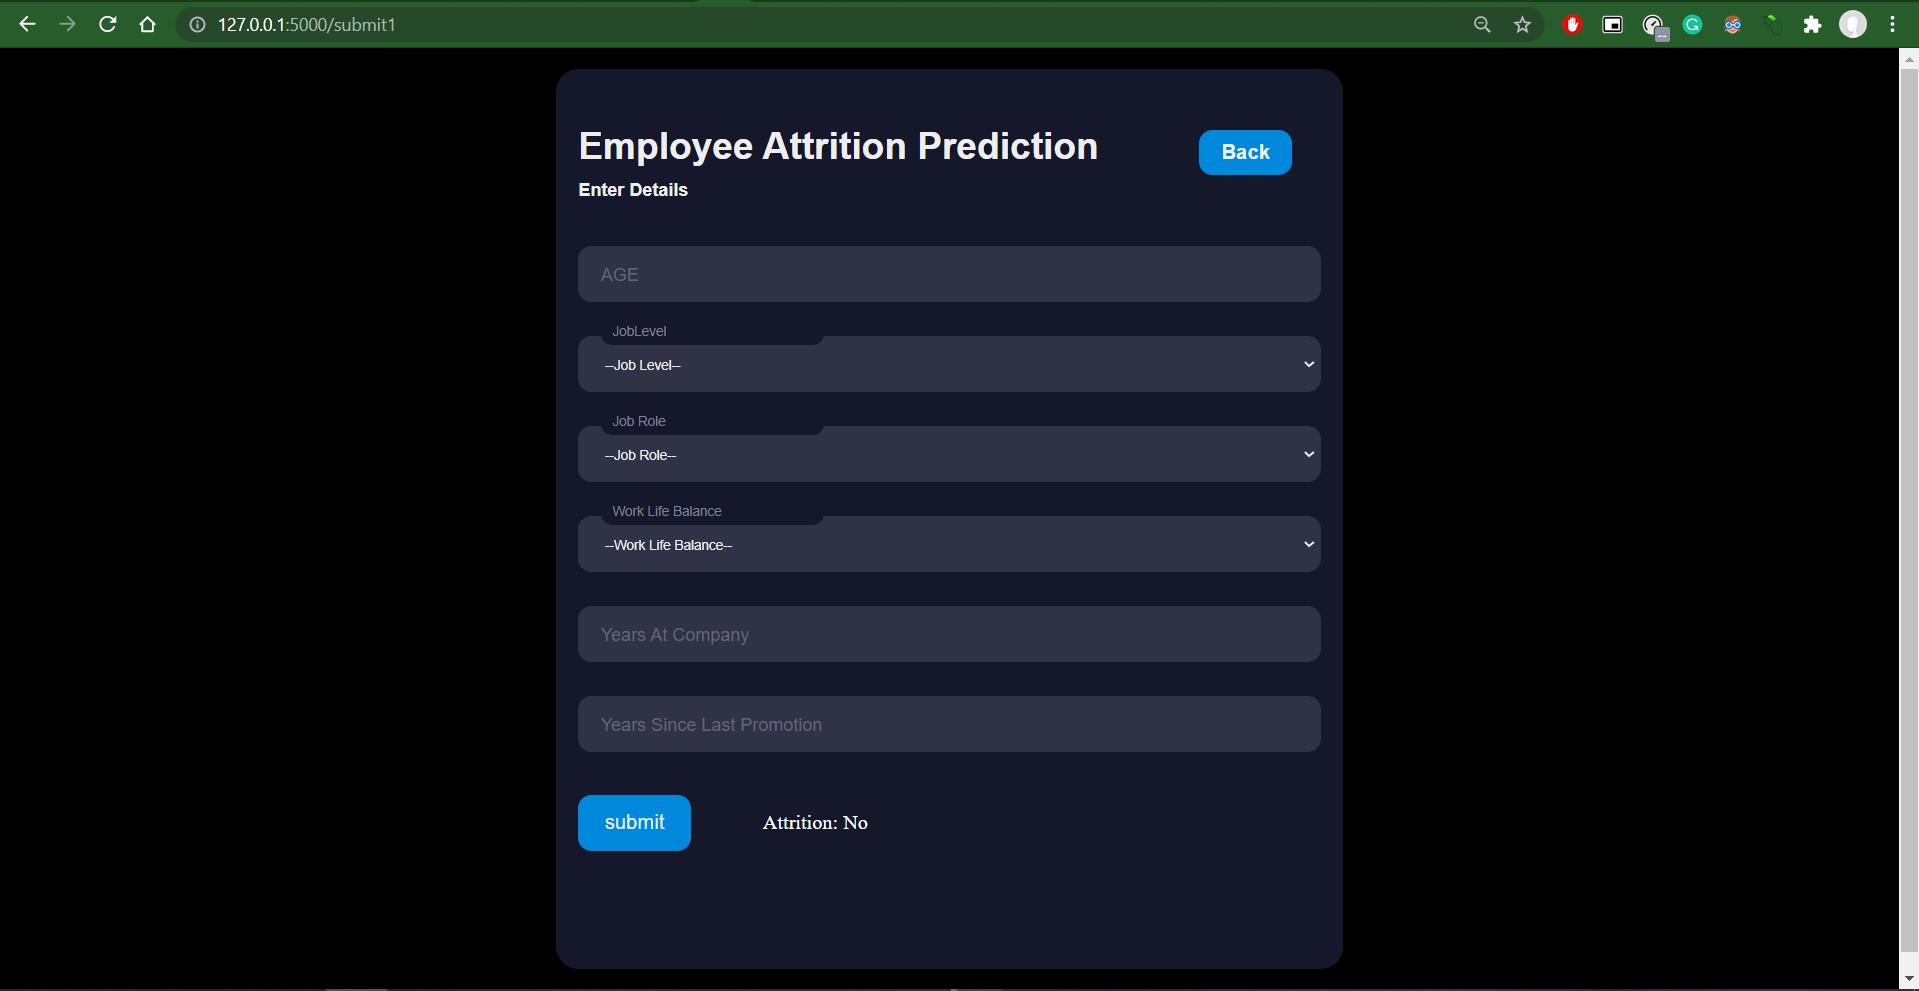 127.0.0.1:5000/submit1
Employee Attrition Prediction
Back
Enter Details
AGE
JobLevel
--Job Level--
Job Role
--Job Role--
Work Life Balance
--Work Life Balance--
Years At Company
Years Since Last Promotion
submit
Attrition: No